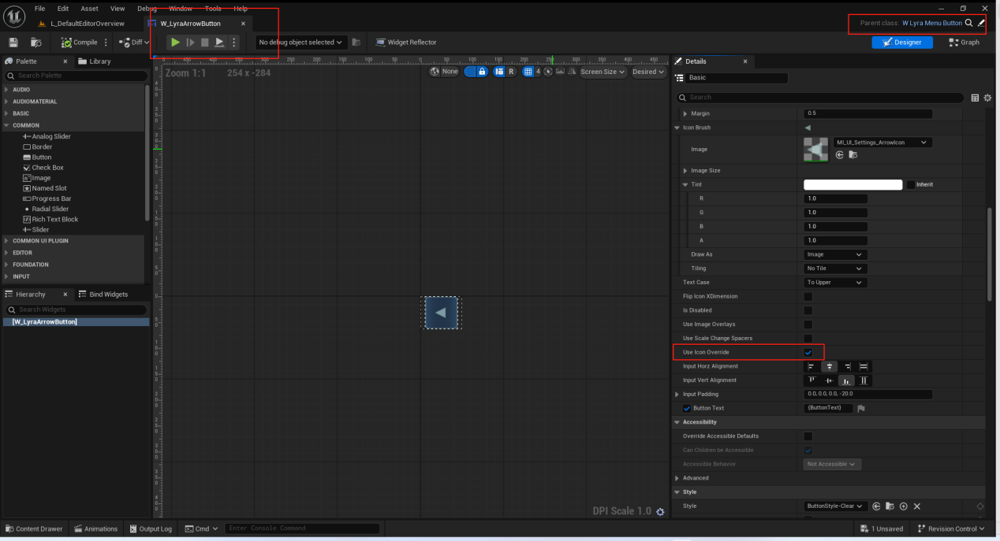 File Edit Asset View Debug Window Tools Help
L_DefaultEditorOverview W_LyraArrowButton Parent class: W Lyra Menu Button
Compile Diff No debug object selected Widget Reflector Designer Graph
Palette Library
Search Palette
AUDIO
AUDIOMATERIAL
BASIC
COMMON
Analog Slider
Border
Button
Check Box
Image
Named Slot
Progress Bar
Radial Slider
Rich Text Block
Slider
COMMON UI PLUGIN
EDITOR
FOUNDATION
INPUT
Hierarchy Bind Widgets
Search Widgets
[W_LyraArrowButton]
Zoom 1:1 254 x -284
None R 4 Screen Size Desired
DPI Scale 1.0
Details
Basic
Search
Margin 0.5
Icon Brush
Image MI_UI_Settings_ArrowIcon
Image Size
Tint Inherit
R 1.0
G 1.0
B 1.0
A 1.0
Draw As Image
Tiling No Tile
Text Case To Upper
Flip Icon XDimension
Is Disabled
Use Image Overlays
Use Scale Change Spacers
Use Icon Override
Input Horz Alignment
Input Vert Alignment
Input Padding 0.0, 0.0, 0.0, -20.0
Button Text {ButtonText}
Accessibility
Override Accessible Defaults
Can Children be Accessible
Accessible Behavior Not Accessible
Advanced
Style
Style ButtonStyle-Clear
Content Drawer Animations Output Log Cmd Enter Console Command 1 Unsaved Revision Control